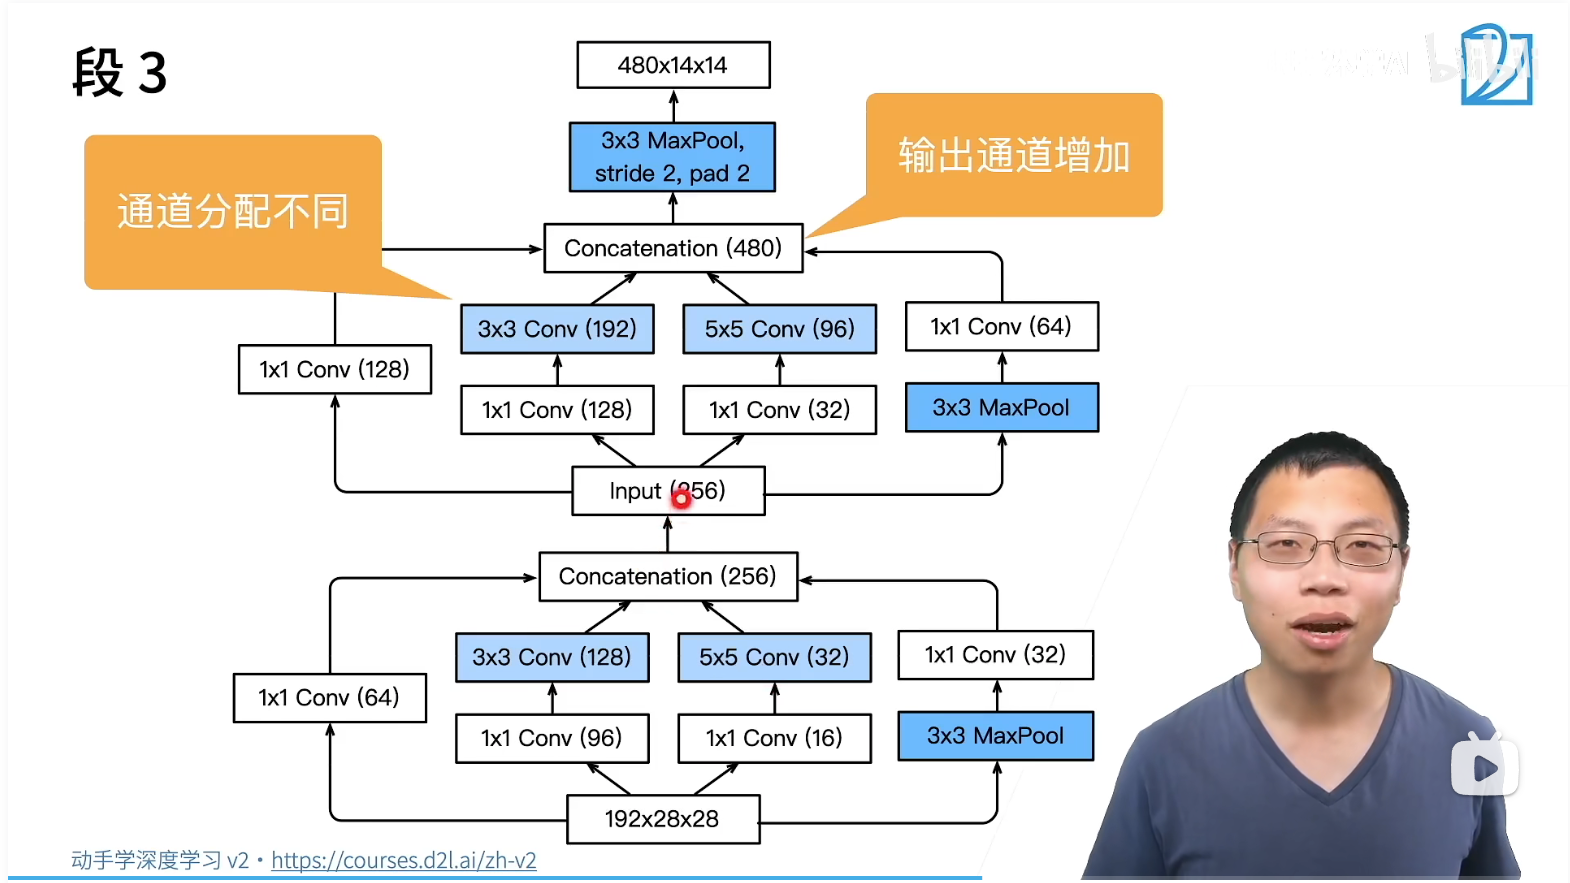 段 3
480x14x14
3x3 MaxPool,
stride 2, pad 2
输出通道增加
通道分配不同
Concatenation (480)
3x3 Conv (192)
5x5 Conv (96)
1x1 Conv (64)
1x1 Conv (128)
1x1 Conv (128)
1x1 Conv (32)
3x3 MaxPool
Input (256)
Concatenation (256)
3x3 Conv (128)
5x5 Conv (32)
1x1 Conv (32)
1x1 Conv (64)
1x1 Conv (96)
1x1 Conv (16)
3x3 MaxPool
192x28x28
动手学深度学习 v2 • https://courses.d2l.ai/zh-v2